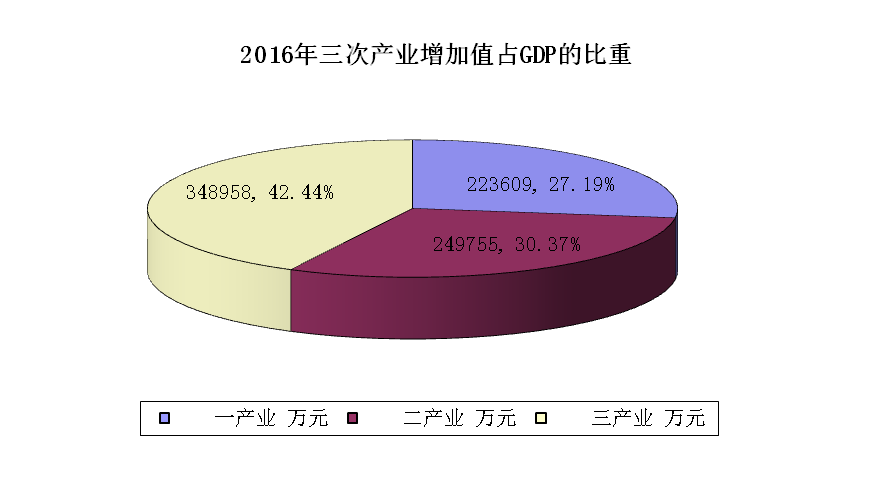 2016年三次产业增加值占GDP的比重
348958, 42.44%
223609, 27.19%
249755, 30.37%
一产业 万元 二产业 万元 三产业 万元